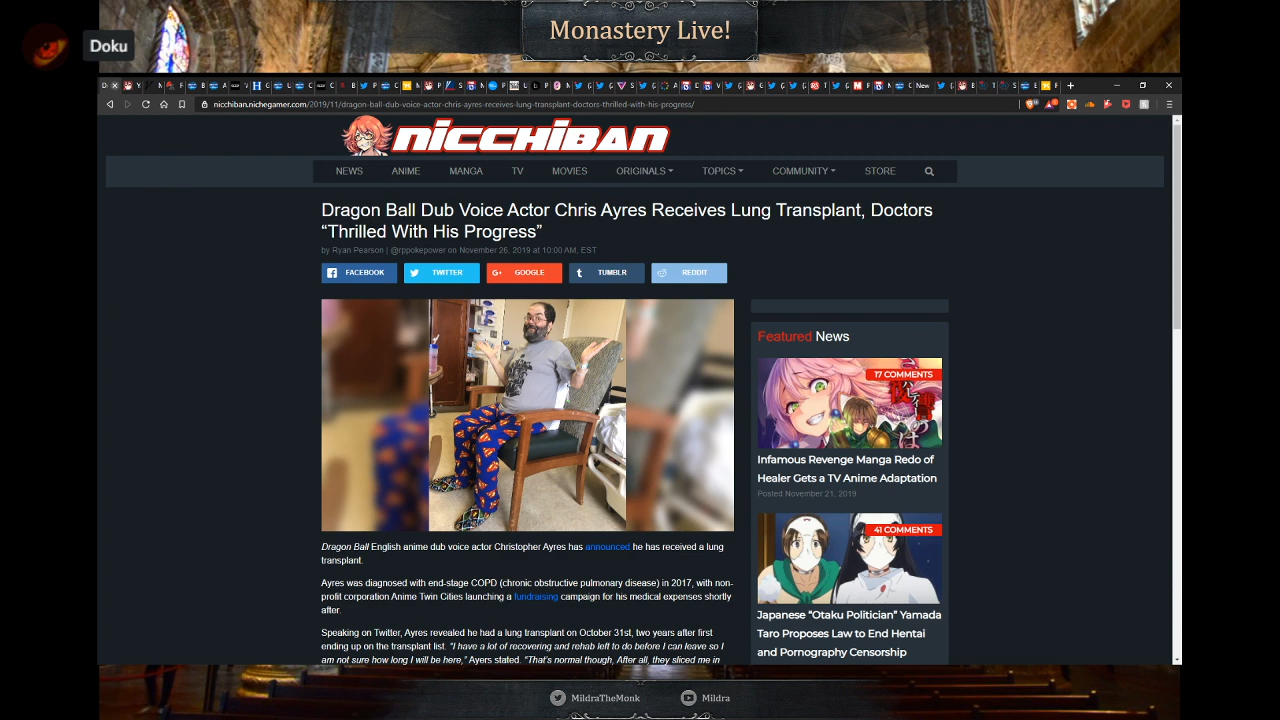 Monastery Live!
Doku
nicchiban.nichegamer.com/2019/11/dragon-ball-dub-voice-actor-chris-ayres-receives-lung-transplant-doctors-thrilled-with-his-progress/
NICCHIBAN
NEWS ANIME MANGA TV MOVIES ORIGINALS TOPICS COMMUNITY STORE
Dragon Ball Dub Voice Actor Chris Ayres Receives Lung Transplant, Doctors
“Thrilled With His Progress”
by Ryan Pearson | @rppokepower on November 26, 2019 at 10:00 AM, EST
FACEBOOK TWITTER GOOGLE TUMBLR REDDIT
Featured News
17 COMMENTS
Infamous Revenge Manga Redo of
Healer Gets a TV Anime Adaptation
Posted November 21, 2019
41 COMMENTS
Japanese “Otaku Politician” Yamada
Taro Proposes Law to End Hentai
and Pornography Censorship
Dragon Ball English anime dub voice actor Christopher Ayres has announced he has received a lung
transplant.
Ayres was diagnosed with end-stage COPD (chronic obstructive pulmonary disease) in 2017, with non-
profit corporation Anime Twin Cities launching a fundraising campaign for his medical expenses shortly
after.
Speaking on Twitter, Ayres revealed he had a lung transplant on October 31st, two years after first
ending up on the transplant list. "I have a lot of recovering and rehab left to do before I can leave so I
am not sure how long I will be here," Ayers stated. "That's normal though, After all, they sliced me in
MildraTheMonk Mildra